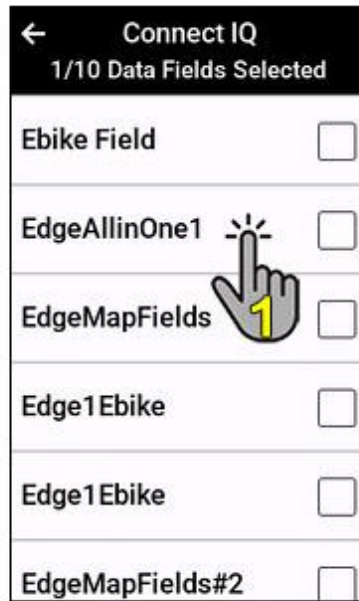 Connect IQ
1/10 Data Fields Selected
Ebike Field
EdgeAllinOne1
EdgeMapFields
1
Edge1Ebike
Edge1Ebike
EdgeMapFields#2